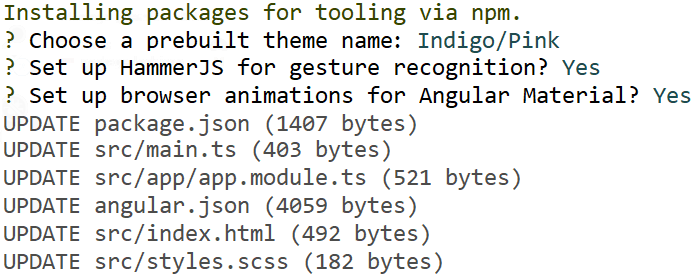 Installing packages for tooling via npm.
? Choose a prebuilt theme name: Indigo/Pink
? Set up HammerJS for gesture recognition? Yes
? Set up browser animations for Angular Material? Yes
UPDATE package.json (1407 bytes)
UPDATE src/main.ts (403 bytes)
UPDATE src/app/app.module.ts (521 bytes)
UPDATE angular.json (4059 bytes)
UPDATE src/index.html (492 bytes)
UPDATE src/styles.scss (182 bytes)